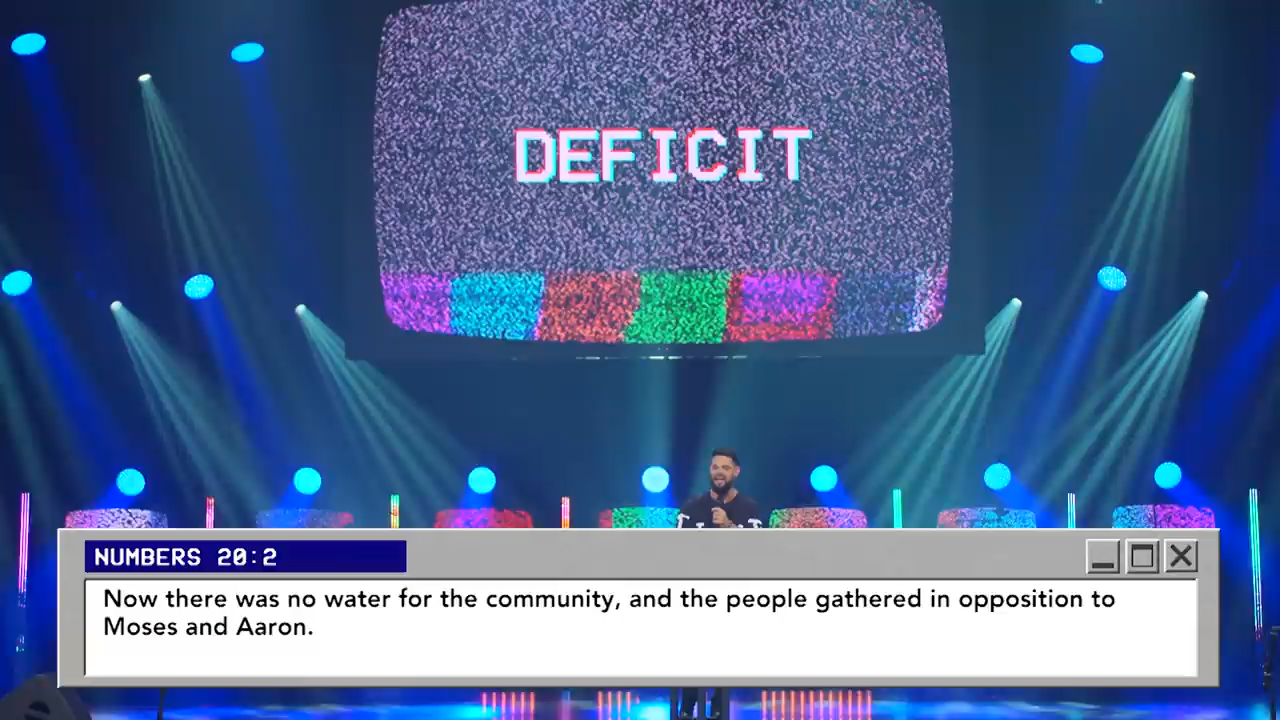 DEFICIT
NUMBERS 20:2
Now there was no water for the community, and the people gathered in opposition to
Moses and Aaron.